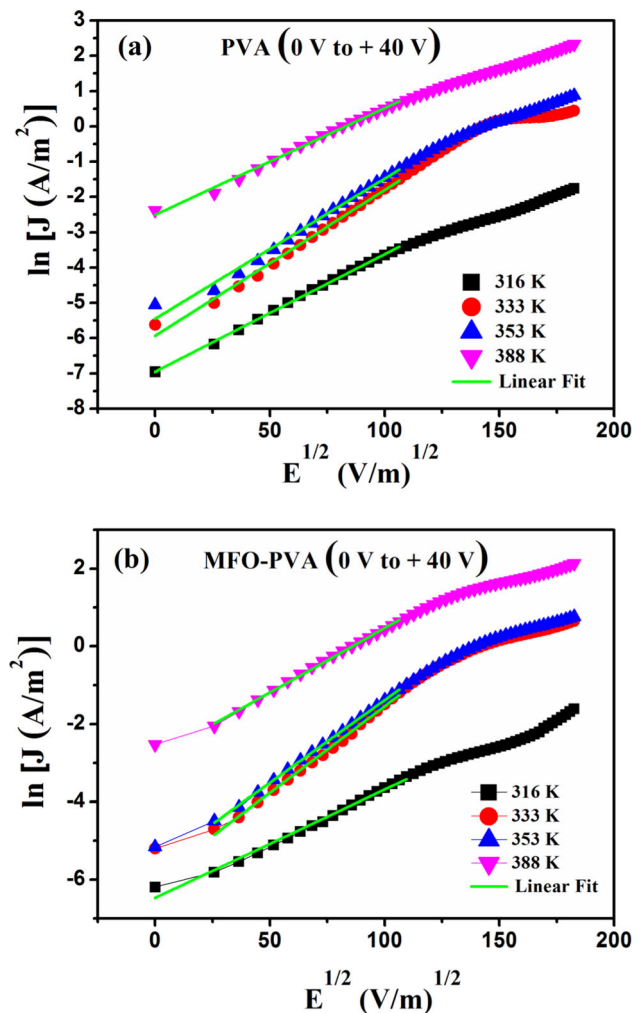 (a) PVA (0 V to + 40 V)
3
2
1
0
-1
-2
-3
-4
-5
-6
-7
-8
ln [J (A/m²)]
316 K
333 K
353 K
388 K
Linear Fit
0 50 100 150 200
E^1/2 (V/m)^1/2
(b) MFO-PVA (0 V to + 40 V)
2
0
-2
-4
-6
ln [J (A/m²)]
316 K
333 K
353 K
388 K
Linear Fit
0 50 100 150 200
E^1/2 (V/m)^1/2